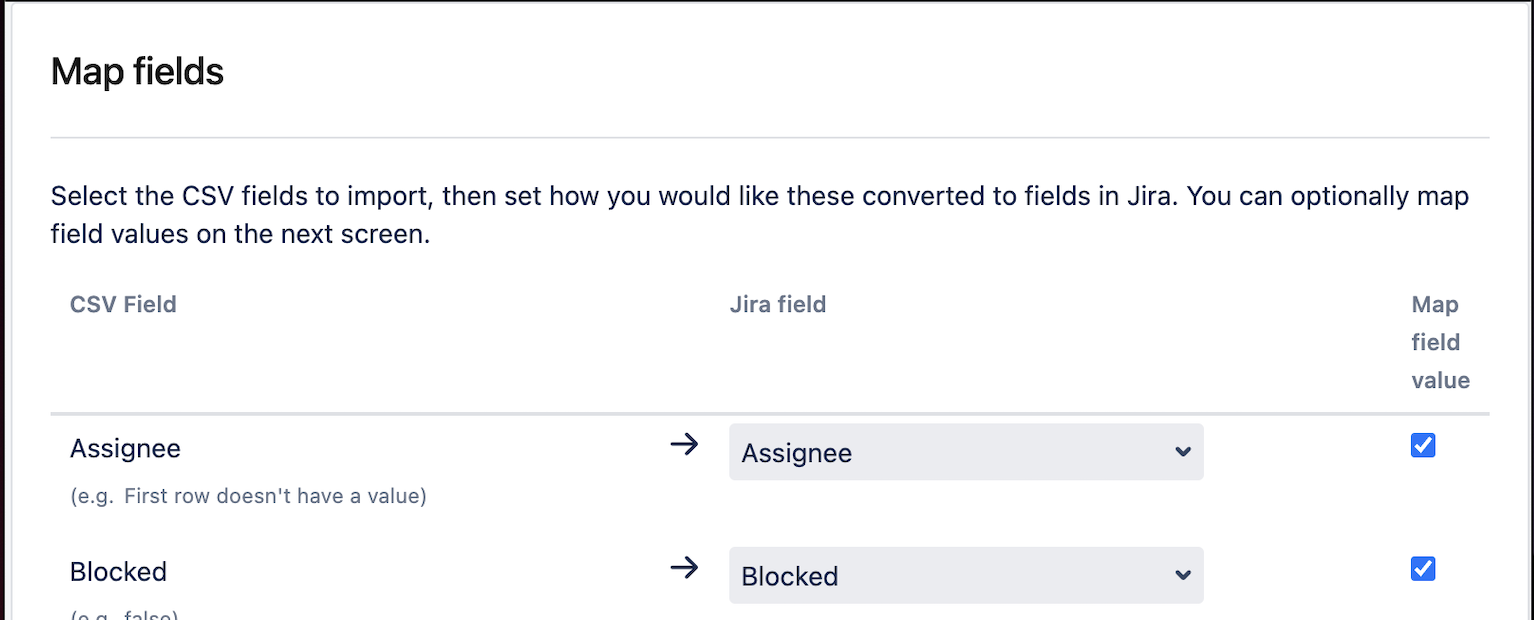 Map fields
Select the CSV fields to import, then set how you would like these converted to fields in Jira. You can optionally map
field values on the next screen.
CSV Field
Jira field
Map
field
value
Assignee
Assignee
(e.g. First row doesn't have a value)
Blocked
Blocked
(e.g. false)